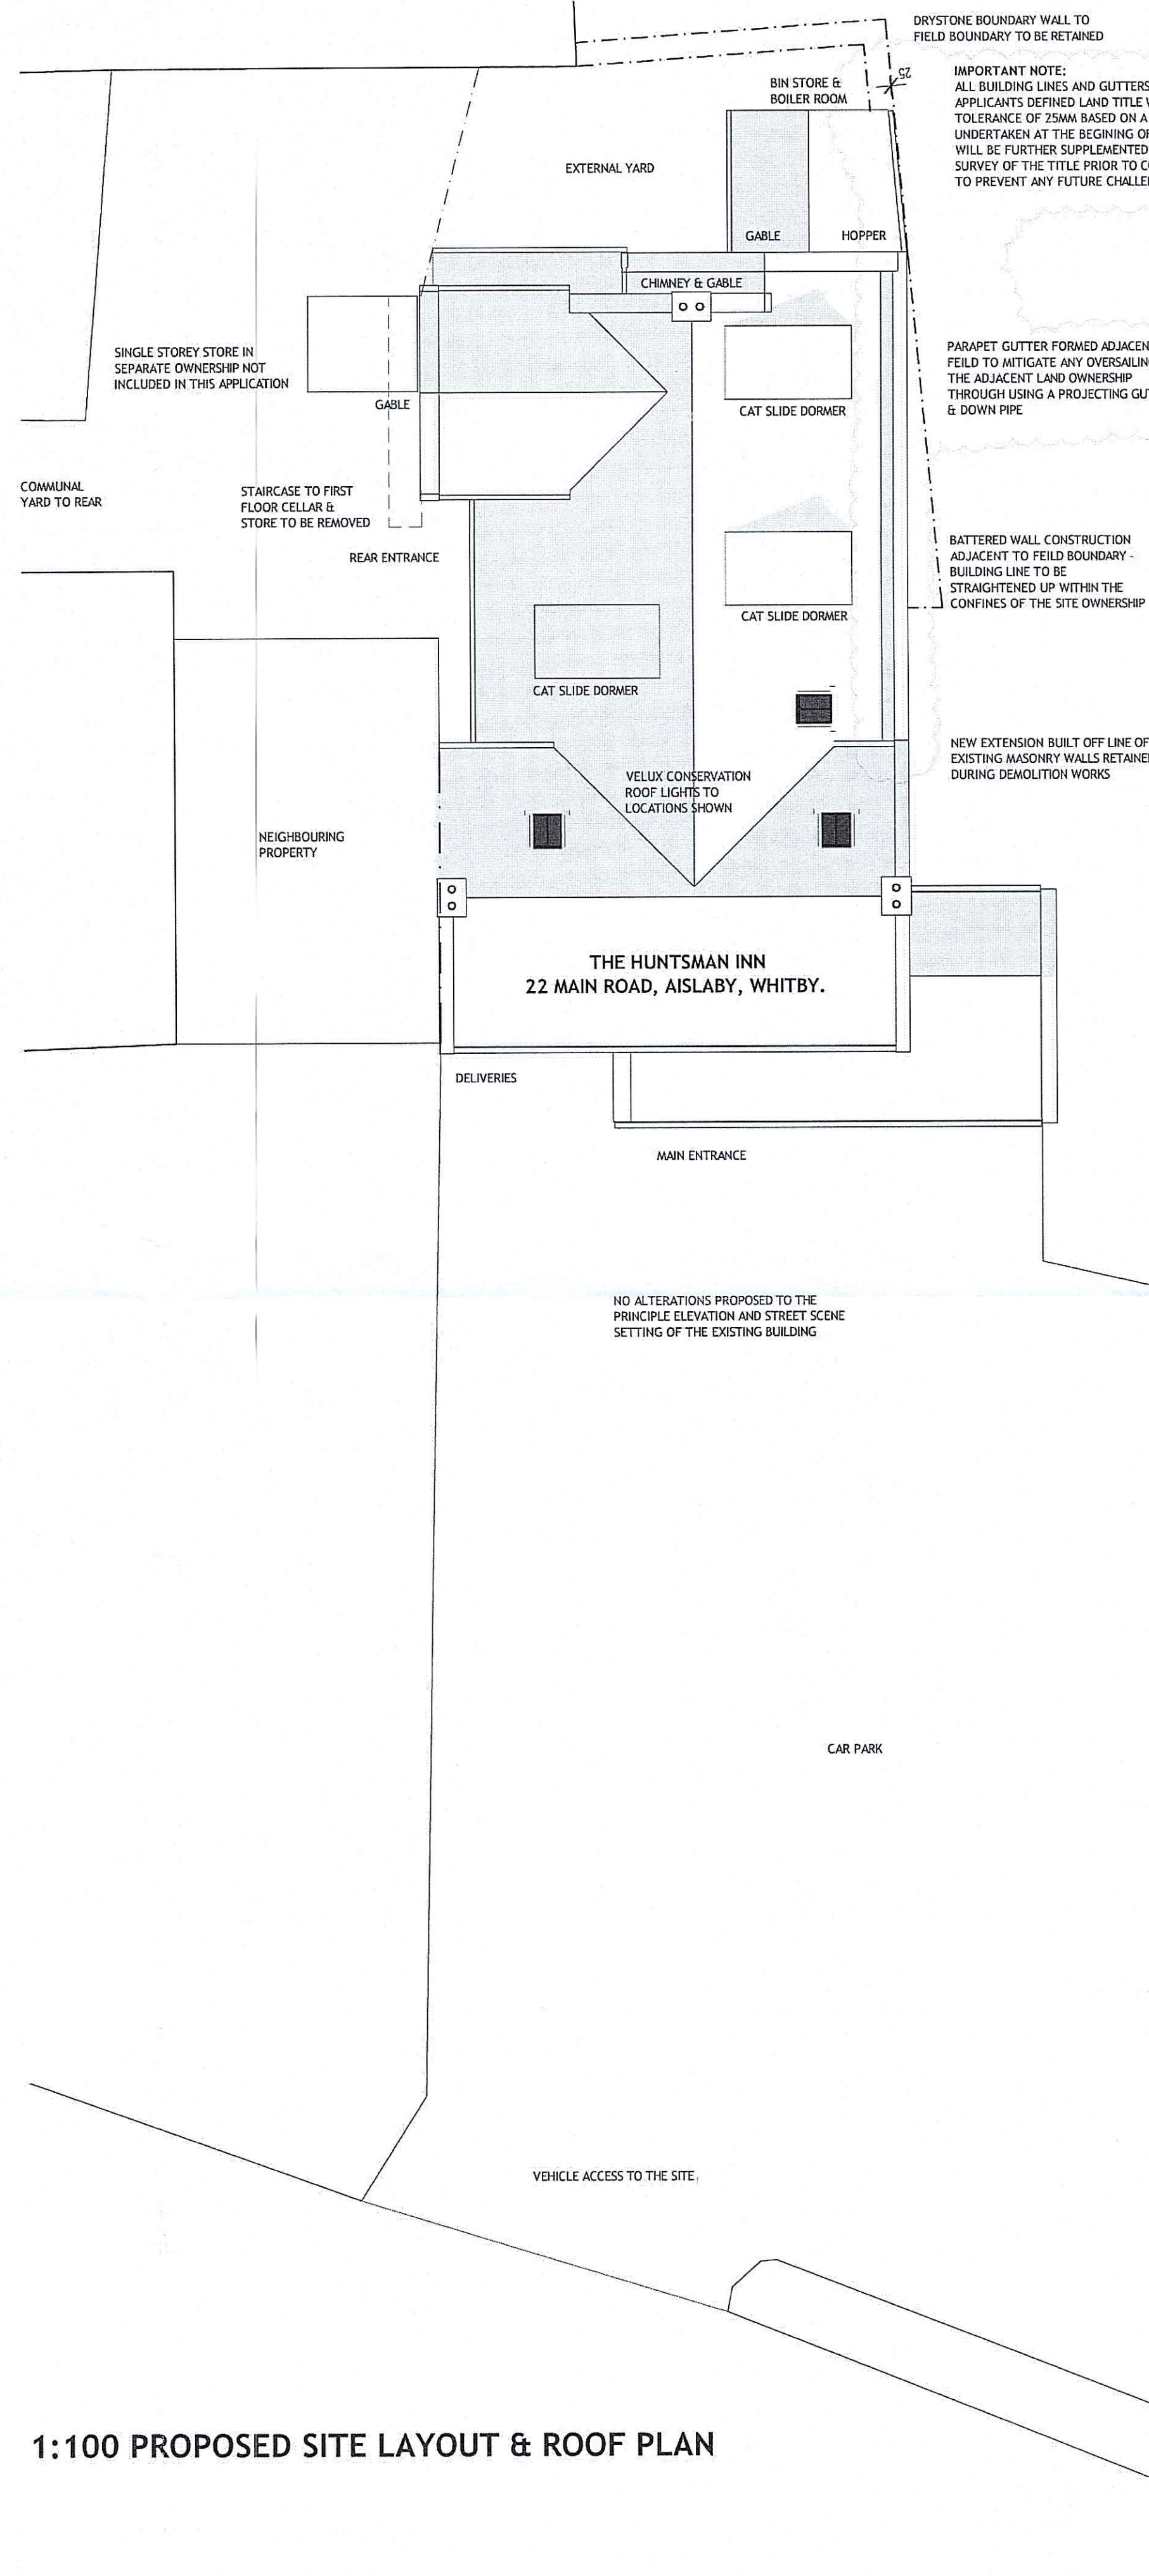 DRYSTONE BOUNDARY WALL TO
FIELD BOUNDARY TO BE RETAINED
25
IMPORTANT NOTE:
ALL BUILDING LINES AND GUTTERS
APPLICANTS DEFINED LAND TITLE
TOLERANCE OF 25MM BASED ON A
UNDERTAKEN AT THE BEGINING
WILL BE FURTHER SUPPLEMENTED
SURVEY OF THE TITLE PRIOR TO
TO PREVENT ANY FUTURE
BIN STORE &
BOILER ROOM
EXTERNAL YARD
GABLE
HOPPER
CHIMNEY & GABLE
SINGLE STOREY STORE IN
SEPARATE OWNERSHIP NOT
INCLUDED IN THIS APPLICATION
GABLE
CAT SLIDE DORMER
PARAPET GUTTER FORMED
FEILD TO MITIGATE ANY
THE ADJACENT LAND OWNERSHIP
THROUGH USING A PROJECTING
& DOWN PIPE
COMMUNAL
YARD TO REAR
STAIRCASE TO FIRST
FLOOR CELLAR &
STORE TO BE REMOVED
REAR ENTRANCE
BATTERED WALL CONSTRUCTION
ADJACENT TO FEILD BOUNDARY -
BUILDING LINE TO BE
STRAIGHTENED UP WITHIN THE
CONFINES OF THE SITE OWNERSHIP
CAT SLIDE DORMER
CAT SLIDE DORMER
NEW EXTENSION BUILT OFF LINE OF
EXISTING MASONRY WALLS
DURING DEMOLITION WORKS
VELUX CONSERVATION
ROOF LIGHTS TO
LOCATIONS SHOWN
NEIGHBOURING
PROPERTY
THE HUNTSMAN INN
22 MAIN ROAD, AISLABY, WHITBY.
DELIVERIES
MAIN ENTRANCE
NO ALTERATIONS PROPOSED TO THE
PRINCIPLE ELEVATION AND STREET SCENE
SETTING OF THE EXISTING BUILDING
CAR PARK
VEHICLE ACCESS TO THE SITE
1:100 PROPOSED SITE LAYOUT & ROOF PLAN